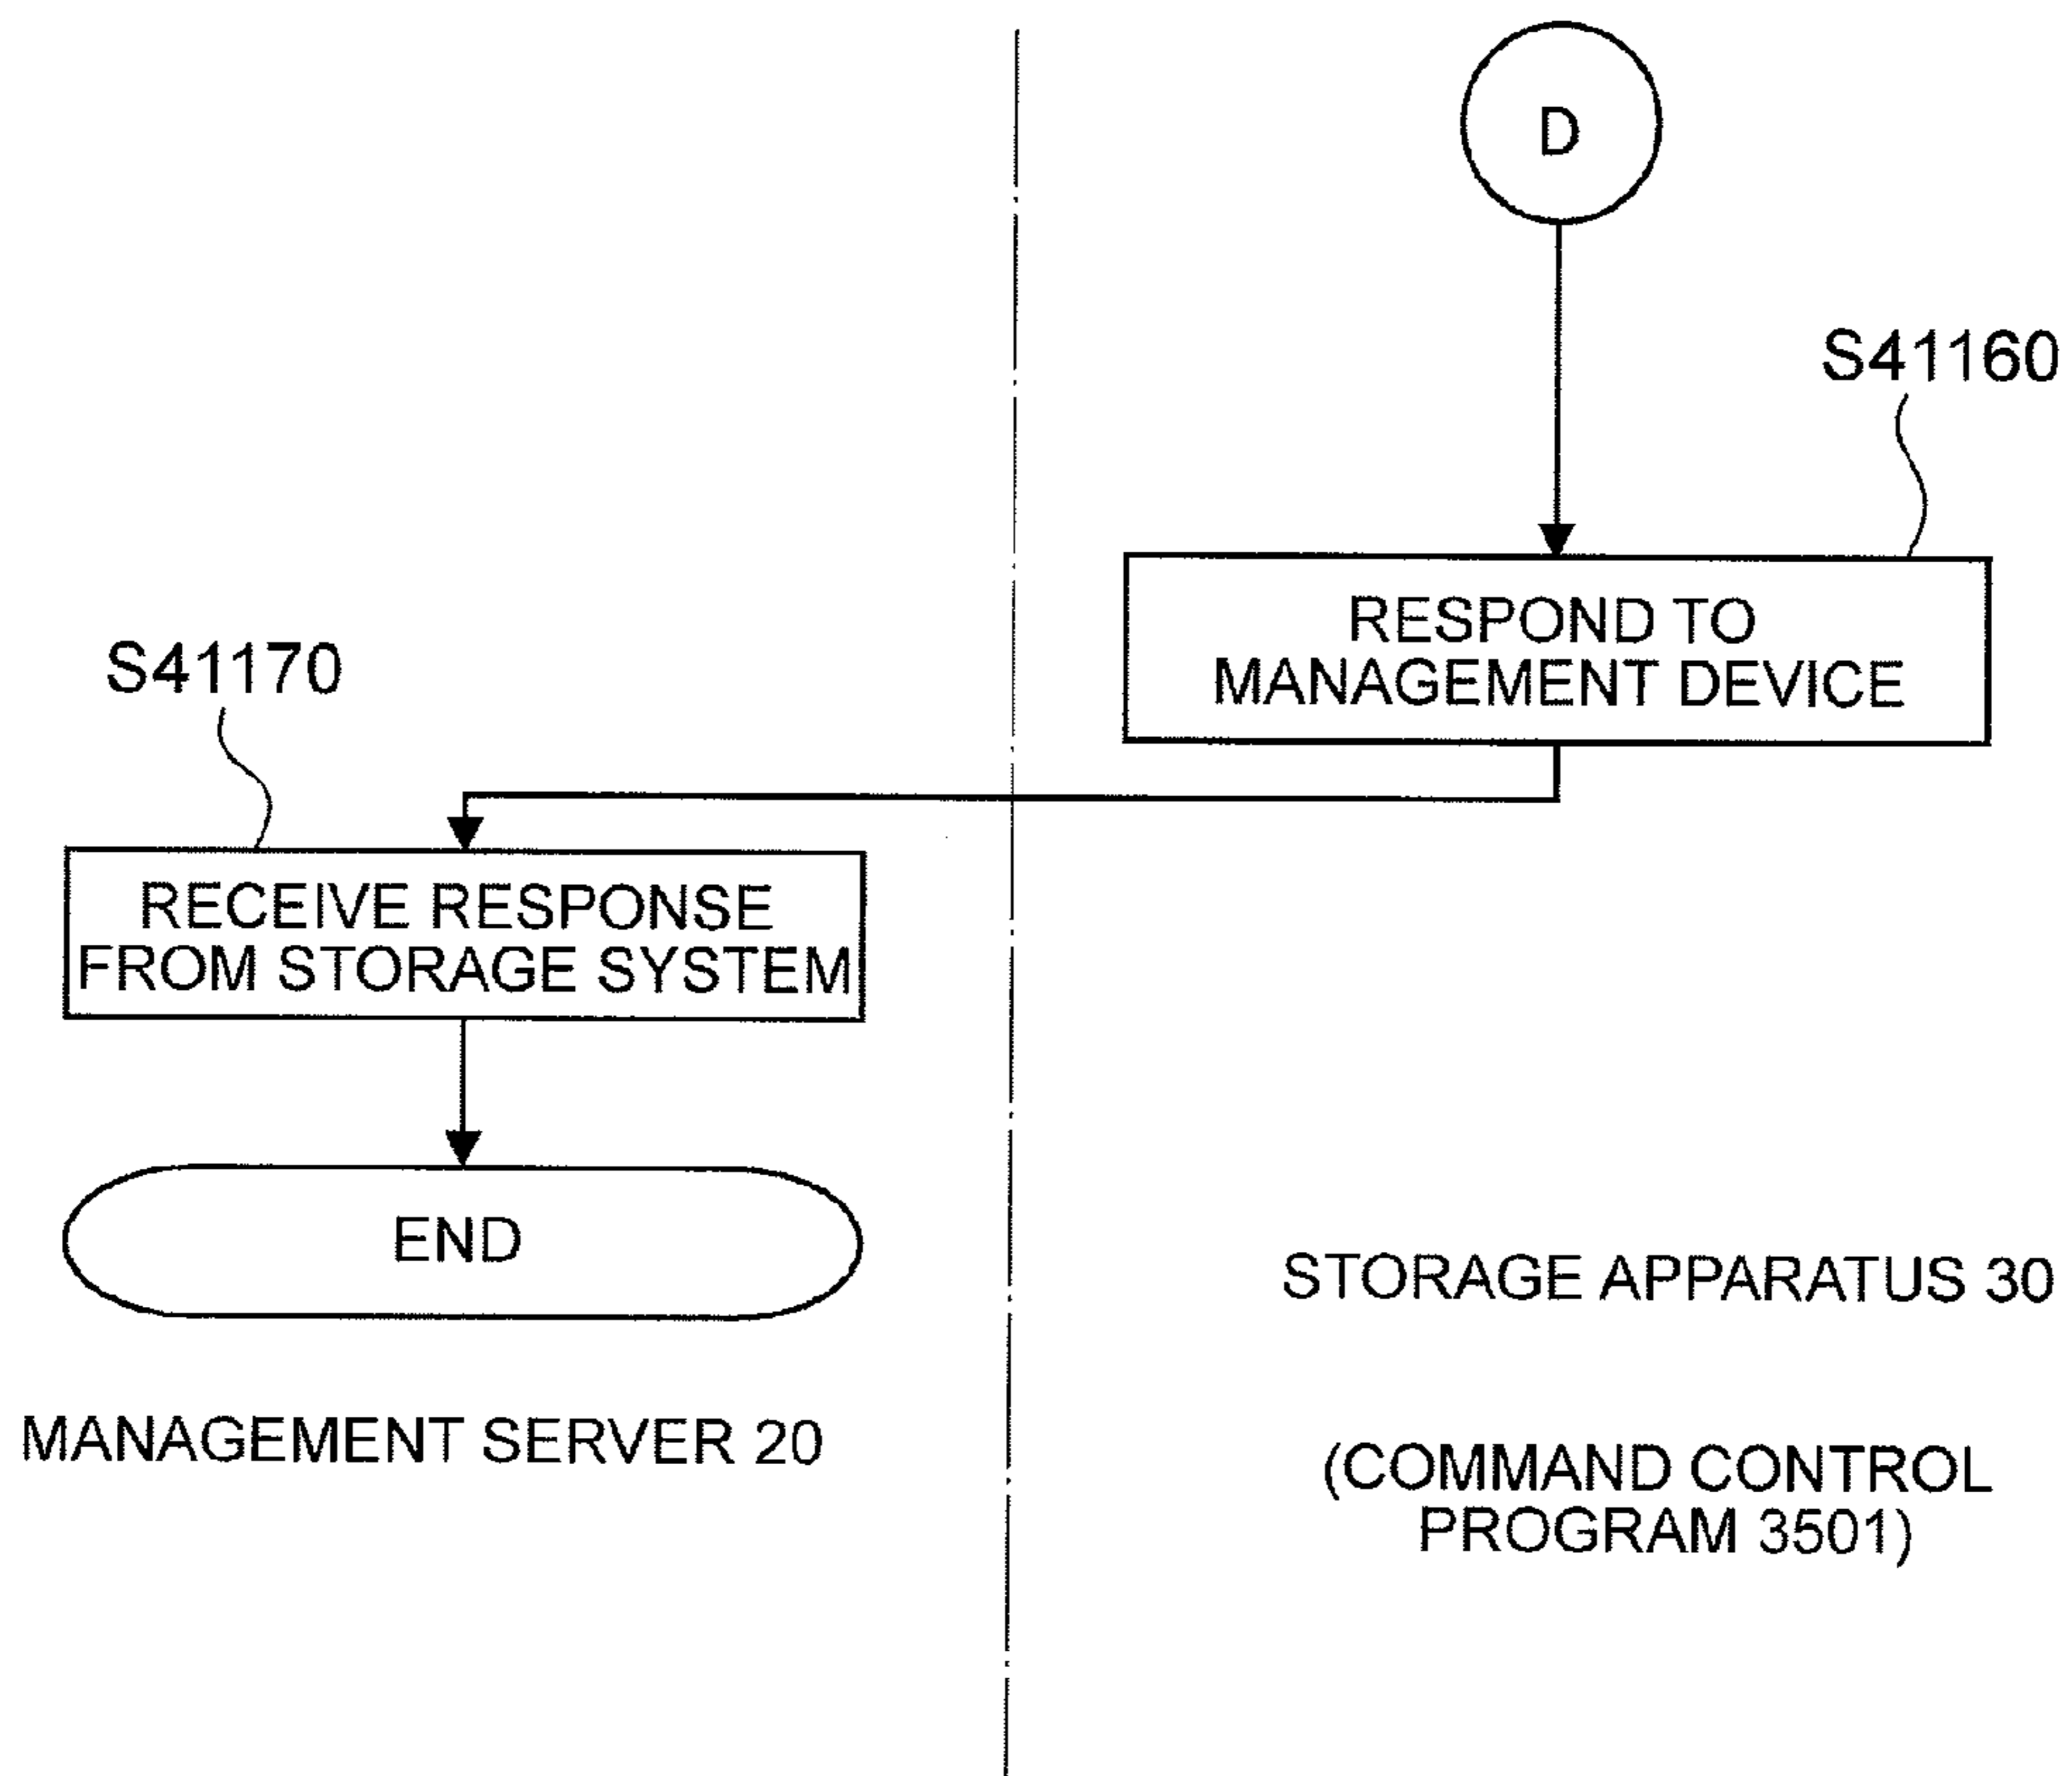 D
S41160
RESPOND TO
MANAGEMENT DEVICE
S41170
RECEIVE RESPONSE
FROM STORAGE SYSTEM
END
STORAGE APPARATUS 30
MANAGEMENT SERVER 20
(COMMAND CONTROL
PROGRAM 3501)